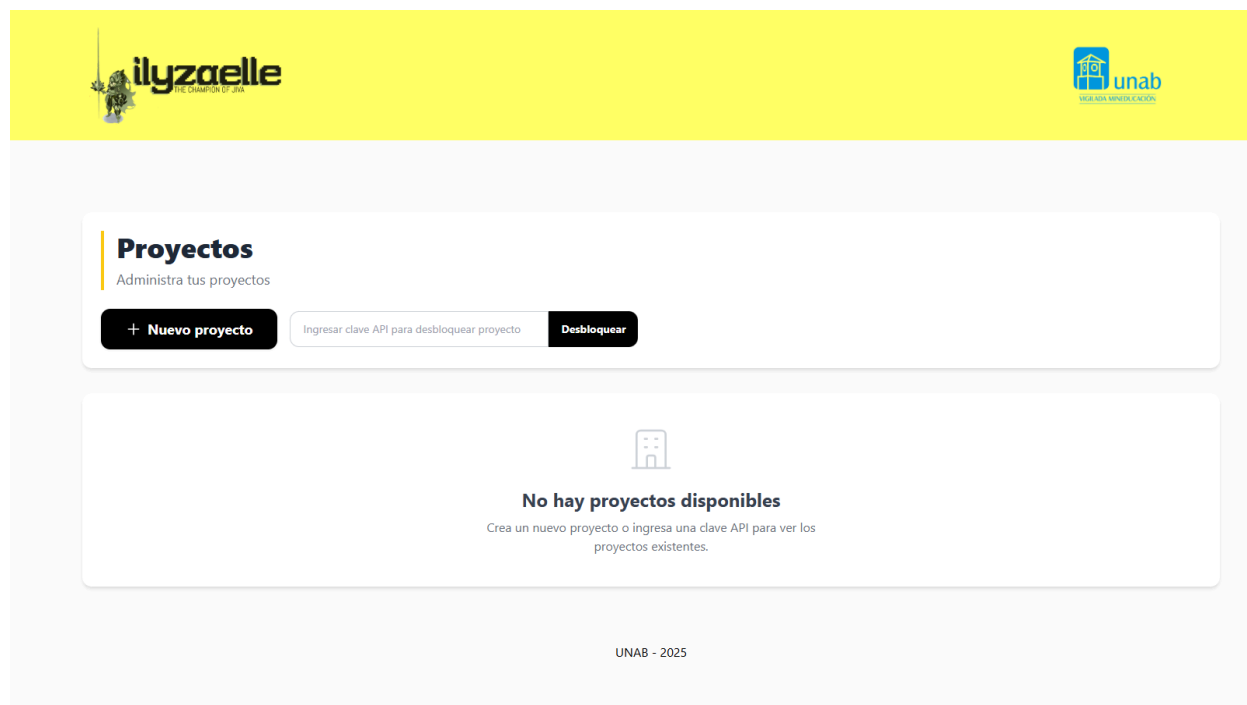 ilyzaelle
THE CHAMPION OF JIVA
unab
VIGILADA MINEDUCACIÓN
Proyectos
Administra tus proyectos
+ Nuevo proyecto
Ingresar clave API para desbloquear proyecto
Desbloquear
No hay proyectos disponibles
Crea un nuevo proyecto o ingresa una clave API para ver los
proyectos existentes.
UNAB - 2025